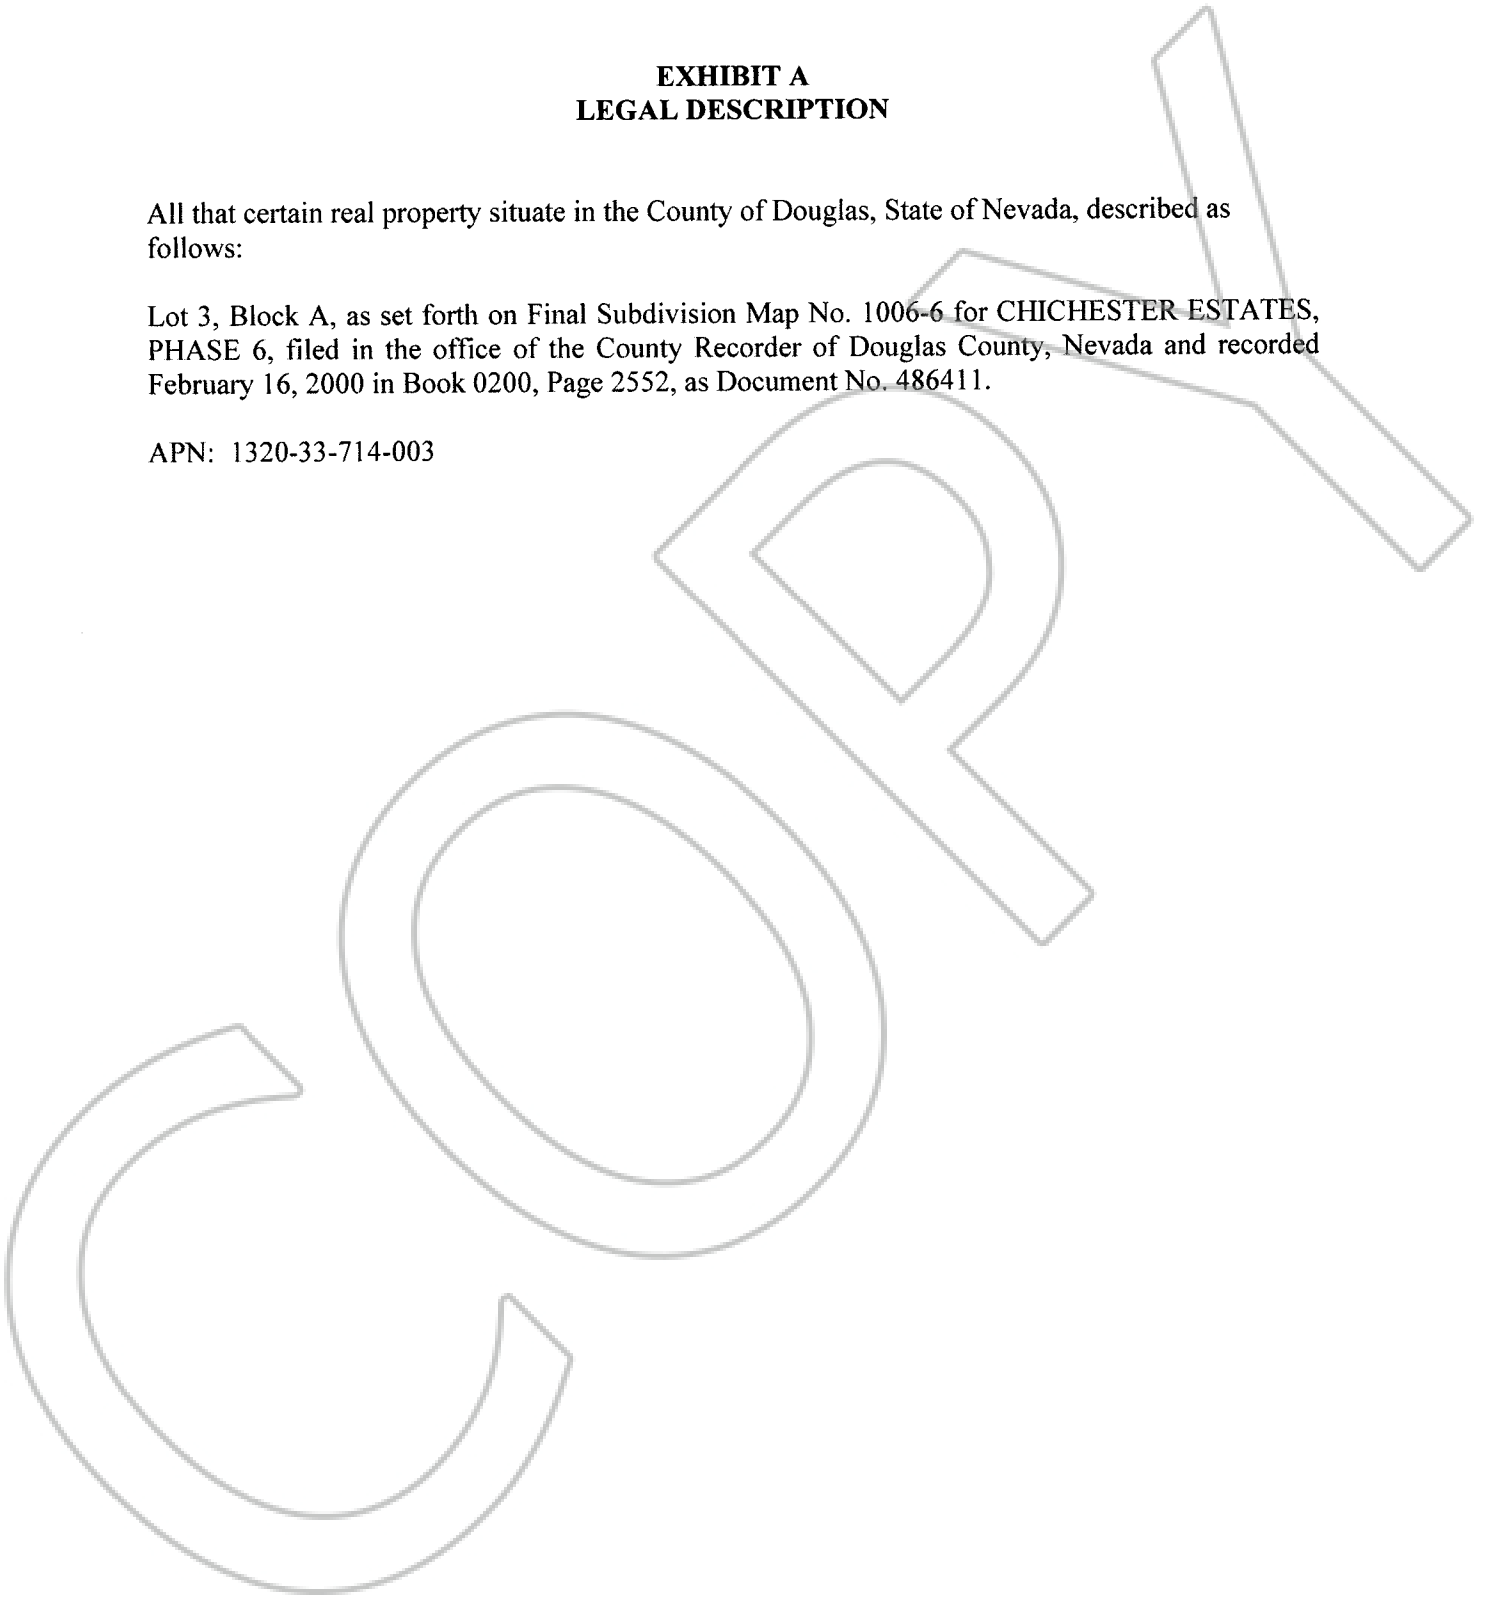 EXHIBIT A
LEGAL DESCRIPTION
All that certain real property situate in the County of Douglas, State of Nevada, described as
follows:
Lot 3, Block A, as set forth on Final Subdivision Map No. 1006-6 for CHICHESTER ESTATES,
PHASE 6, filed in the office of the County Recorder of Douglas County, Nevada and recorded
February 16, 2000 in Book 0200, Page 2552, as Document No. 486411.
APN: 1320-33-714-003
COPY